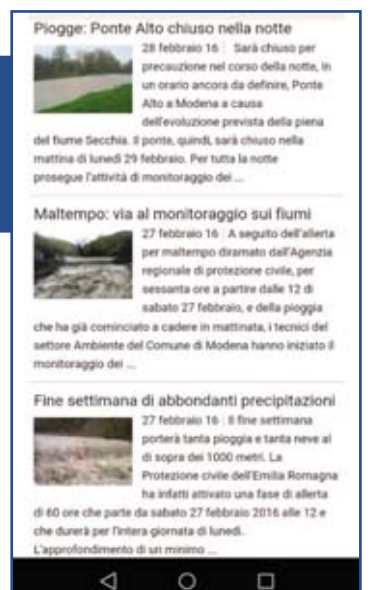 Piogge: Ponte Alto chiuso nella notte
28 febbraio 16 | Sarà chiuso per
precauzione nel corso della notte, in
un orario ancora da definire, Ponte
Alto a Modena a causa
dell'evoluzione prevista della piena
del fiume Secchia. Il ponte, quindi, sarà chiuso nella
mattina di lunedì 29 febbraio. Per tutta la notte
prosegue l'attività di monitoraggio dei ...
Maltempo: via al monitoraggio sui fiumi
27 febbraio 16 | A seguito dell'allerta
per maltempo diramato dall'Agenzia
regionale di protezione civile, per
sessanta ore a partire dalle 12 di
sabato 27 febbraio, e della pioggia
che ha già cominciato a cadere in mattinata, i tecnici del
settore Ambiente del Comune di Modena hanno iniziato il
monitoraggio dei ...
Fine settimana di abbondanti precipitazioni
27 febbraio 16 | Il fine settimana
porterà tanta pioggia e tanta neve al
di sopra dei 1000 metri. La
Protezione civile dell'Emilia Romagna
ha infatti attivato una fase di allerta
di 60 ore che parte da sabato 27 febbraio 2016 alle 12 e
che durerà per l'intera giornata di lunedì.
L'approfondimento di un minimo ...